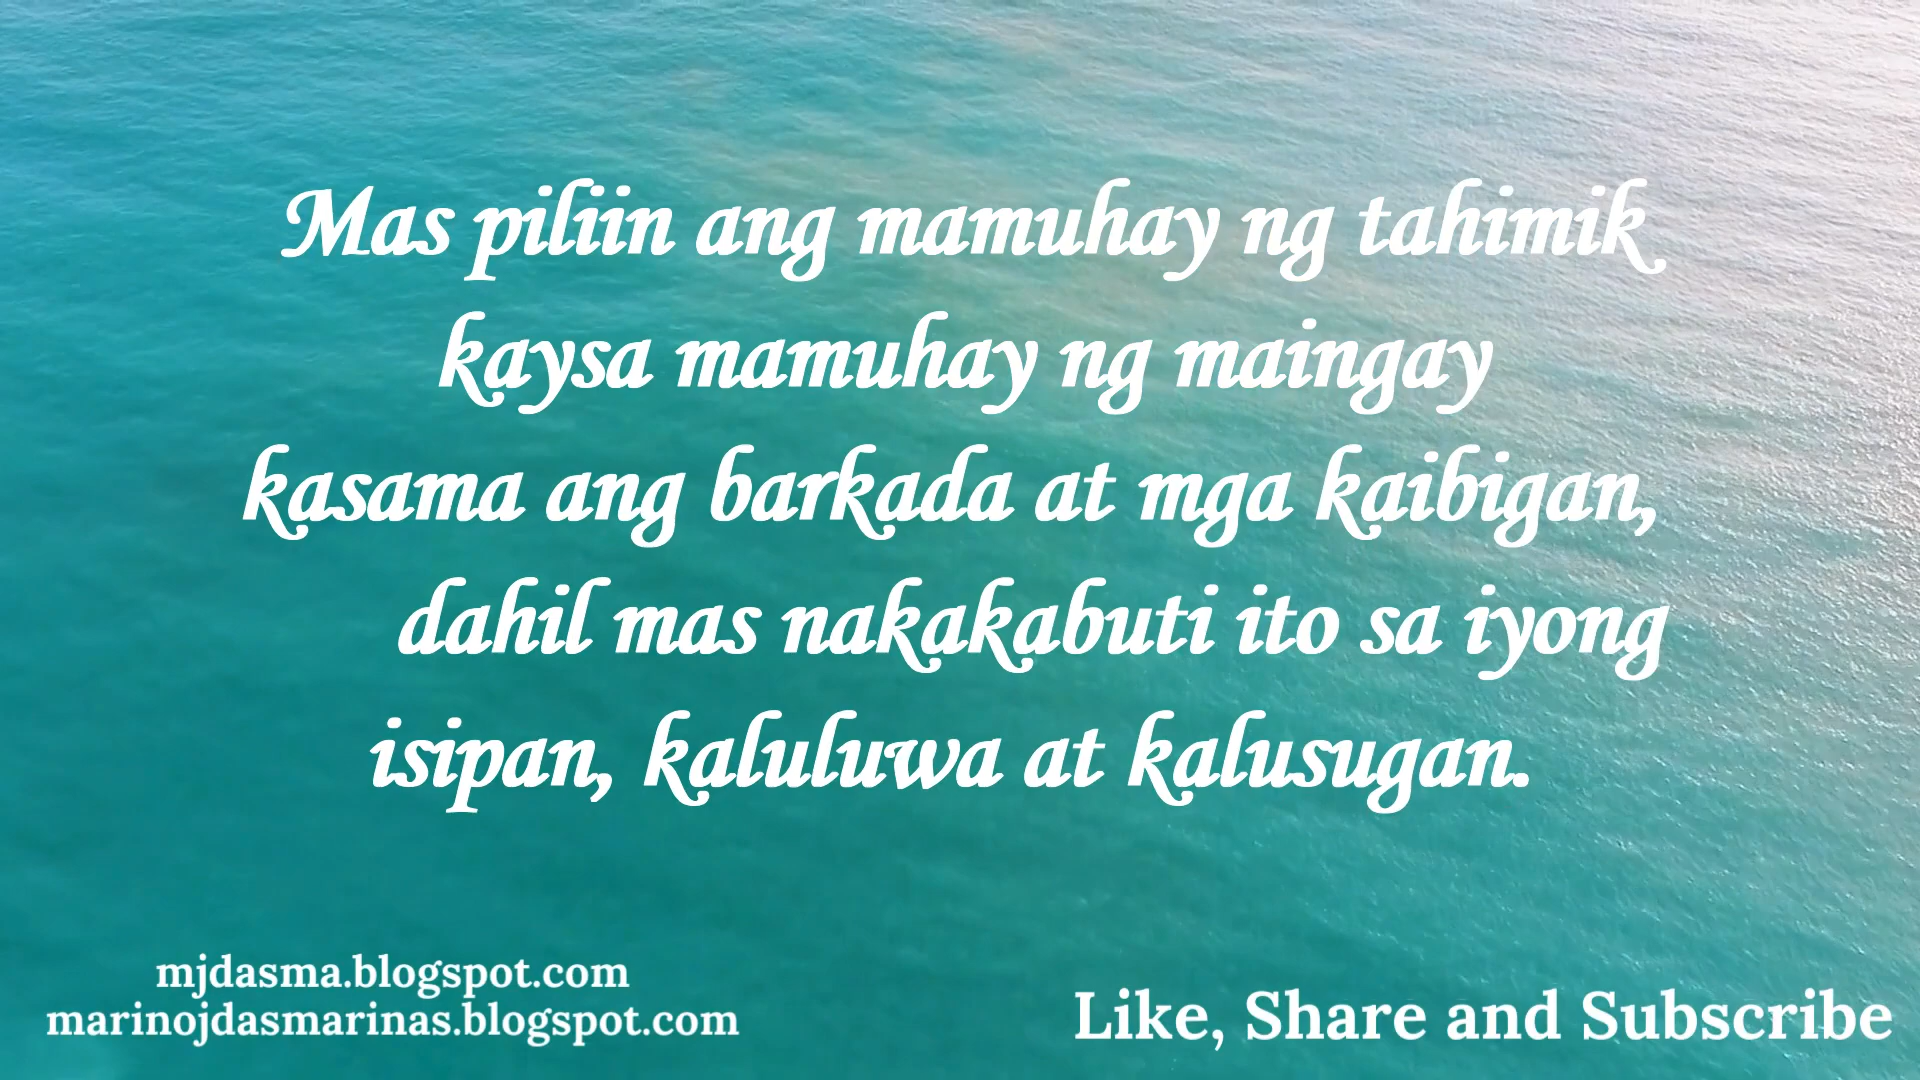 Mas piliin ang mamuhay ng tahimik
kaysa mamuhay ng maingay
kasama ang barkada at mga kaibigan,
dahil mas nakakabuti ito sa iyong
isipan, kaluluwa at kalusugan.
mjdasma.blogspot.com
marinojdasmarinas.blogspot.com
Like, Share and Subscribe